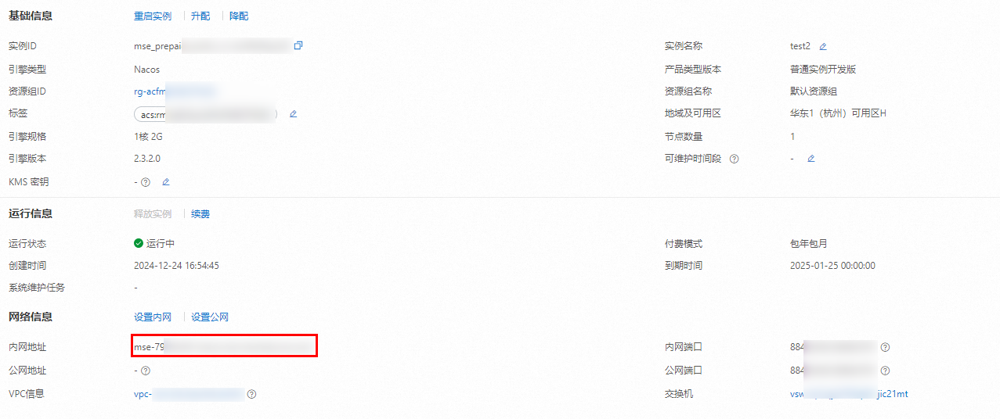 基础信息 重启实例 升配 降配
实例ID mse_prepai 实例名称 test2
引擎类型 Nacos 产品类型版本 普通实例开发版
资源组ID rg-acfm 资源组名称 默认资源组
标签 acs:rm 地域及可用区 华东1（杭州）可用区H
引擎规格 1核 2G 节点数量 1
引擎版本 2.3.2.0 可维护时间段 -
KMS 密钥 -
运行信息 释放实例 续费
运行状态 运行中 付费模式 包年包月
创建时间 2024-12-24 16:54:45 到期时间 2025-01-25 00:00:00
系统维护任务 -
网络信息 设置内网 设置公网
内网地址 mse-79 内网端口 884
公网地址 - 公网端口 884
VPC信息 vpc- 交换机 vsw jic21mt